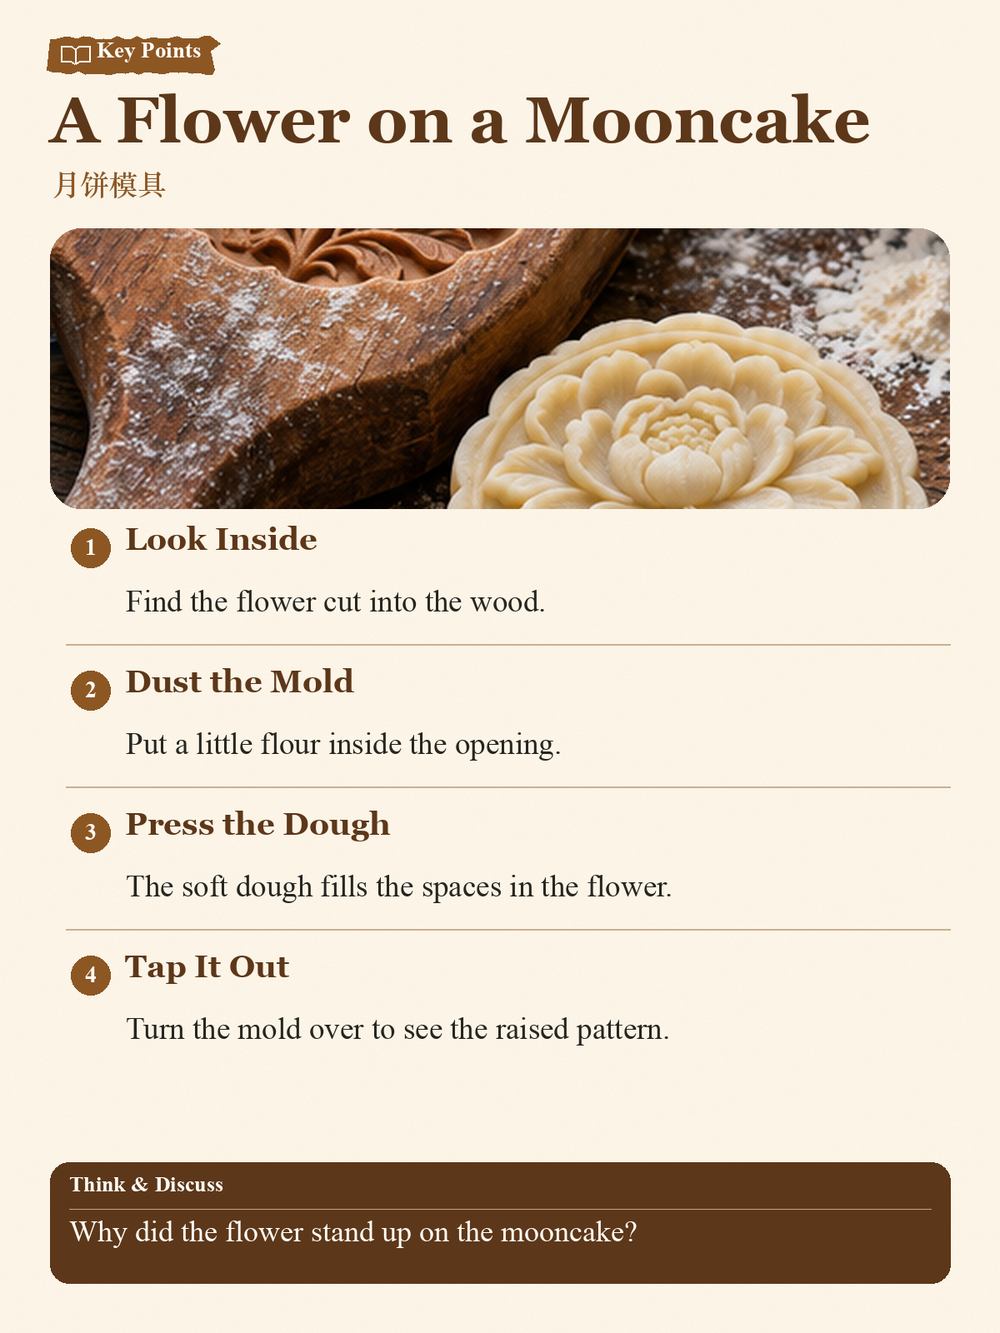 Key Points
A Flower on a Mooncake
月饼模具
1 Look Inside
Find the flower cut into the wood.
2 Dust the Mold
Put a little flour inside the opening.
3 Press the Dough
The soft dough fills the spaces in the flower.
4 Tap It Out
Turn the mold over to see the raised pattern.
Think & Discuss
Why did the flower stand up on the mooncake?